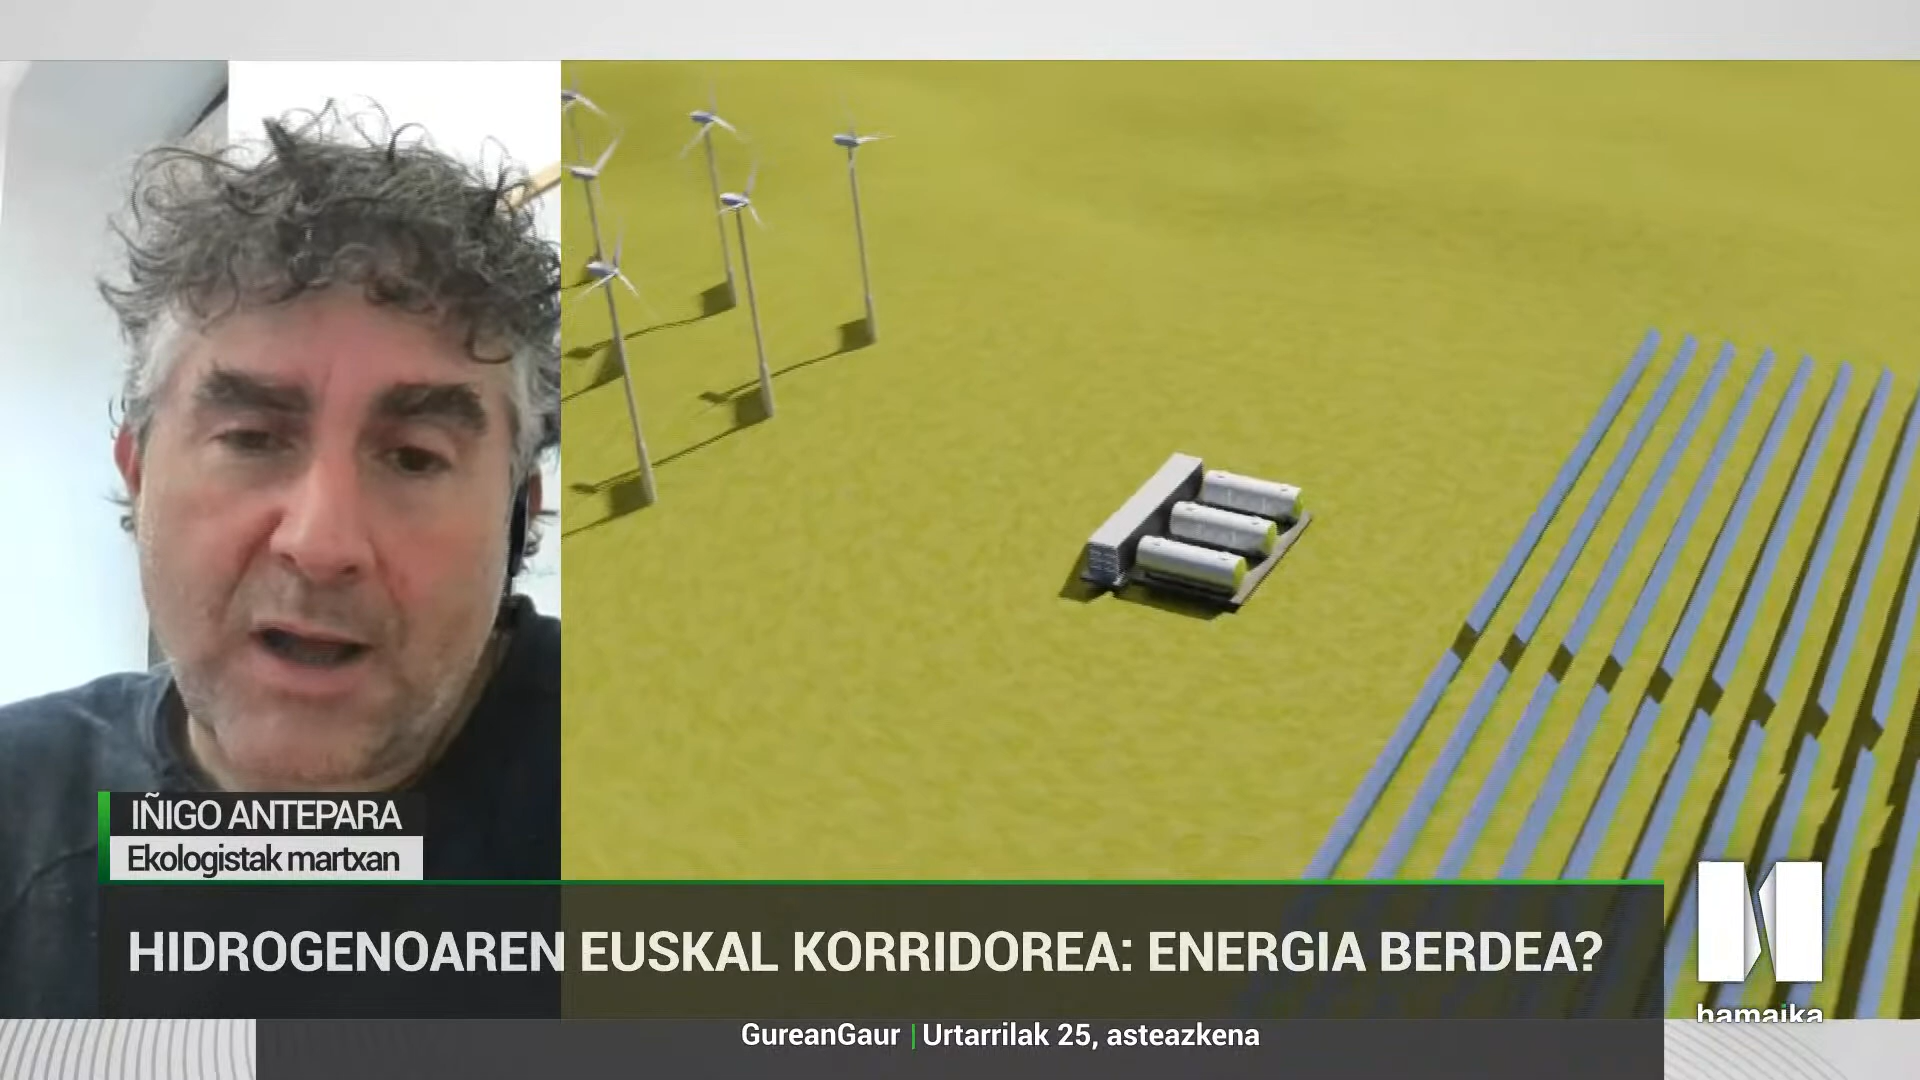 IÑIGO ANTEPARA
Ekologistak martxan
HIDROGENOAREN EUSKAL KORRIDOREA: ENERGIA BERDEA?
hamaika
GureanGaur | Urtarrilak 25, asteazkena